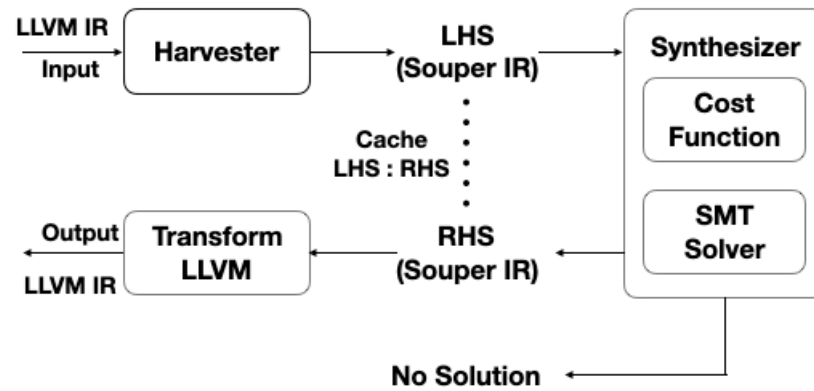 LLVM IR
Input
Harvester
LHS
(Souper IR)
Synthesizer
Cost
Function
SMT
Solver
Cache
LHS : RHS
RHS
(Souper IR)
Transform
LLVM
Output
LLVM IR
No Solution